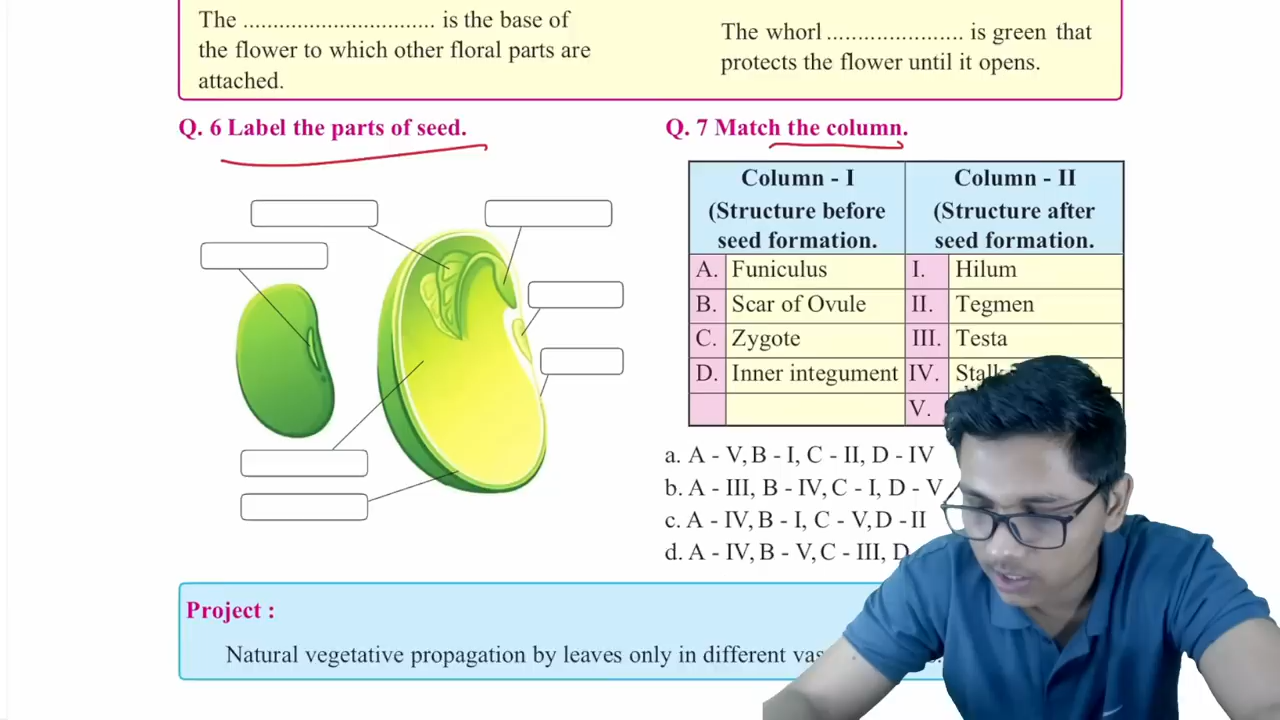 The ............................... is the base of
the flower to which other floral parts are
attached.
The whorl ...................... is green that
protects the flower until it opens.
Q. 6 Label the parts of seed.
Q. 7 Match the column.
Column - I
(Structure before
seed formation.
Column - II
(Structure after
seed formation.
A. Funiculus I. Hilum
B. Scar of Ovule II. Tegmen
C. Zygote III. Testa
D. Inner integument IV. Stalk
V.
a. A - V, B - I, C - II, D - IV
b. A - III, B - IV, C - I, D - V
c. A - IV, B - I, C - V, D - II
d. A - IV, B - V, C - III, D
Project :
Natural vegetative propagation by leaves only in different